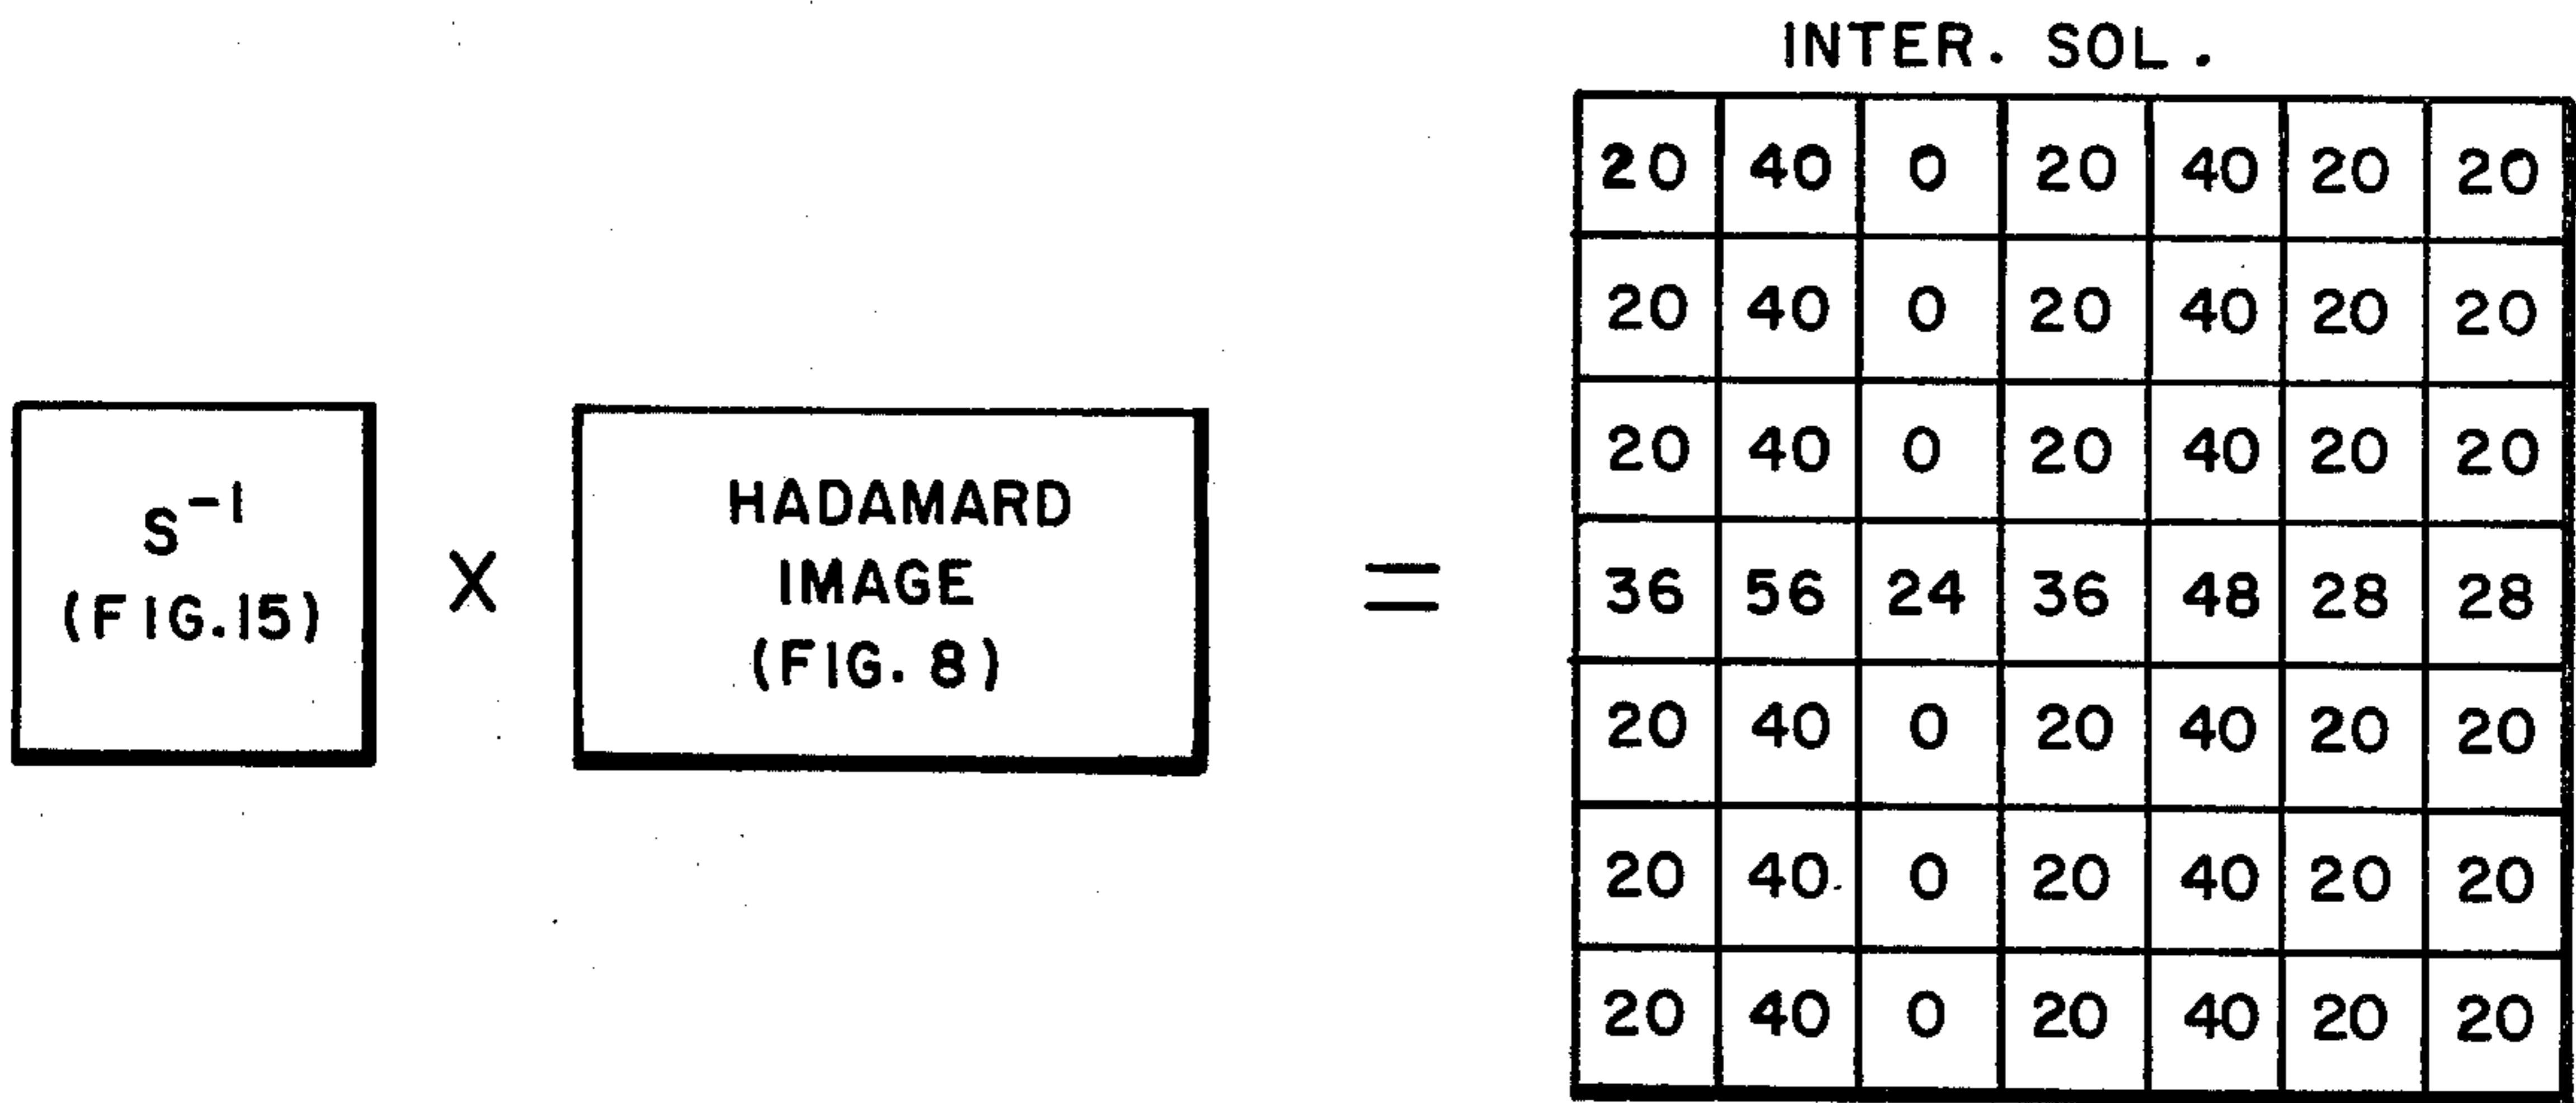 INTER. SOL.
S⁻¹
(FIG.15)
X
HADAMARD
IMAGE
(FIG. 8)
=
20 40 0 20 40 20 20
20 40 0 20 40 20 20
20 40 0 20 40 20 20
36 56 24 36 48 28 28
20 40 0 20 40 20 20
20 40 0 20 40 20 20
20 40 0 20 40 20 20